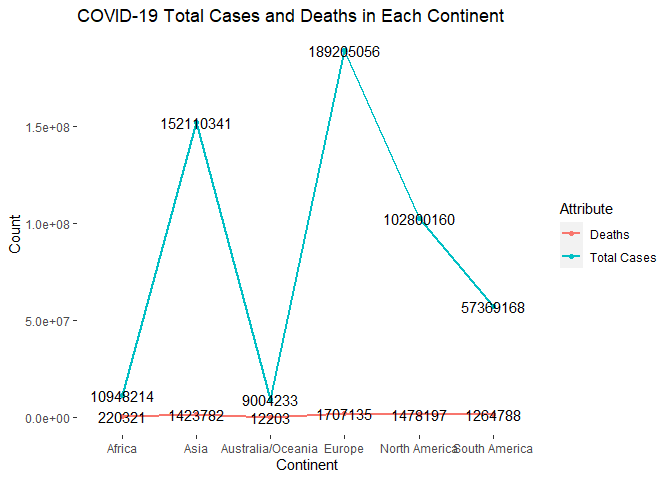 COVID-19 Total Cases and Deaths in Each Continent
189205056
152110341
1.5e+08
Attribute
Deaths
Total Cases
Count
102800160
1.0e+08
57369168
5.0e+07
10948214
9004233
0.0e+00
220321
1423782
12203
1707135
1478197
1264788
Africa
Asia
Australia/Oceania
Europe
North America
South America
Continent